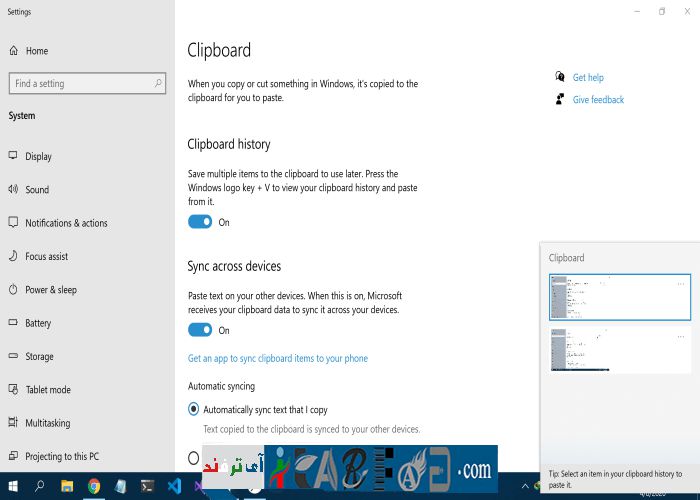 Settings
Home
Find a setting
System
Display
Sound
Notifications & actions
Focus assist
Power & sleep
Battery
Storage
Tablet mode
Multitasking
Projecting to this PC
Clipboard
When you copy or cut something in Windows, it's copied to the
clipboard for you to paste.
Clipboard history
Save multiple items to the clipboard to use later. Press the
Windows logo key + V to view your clipboard history and paste
from it.
On
Sync across devices
Paste text on your other devices. When this is on, Microsoft
receives your clipboard data to sync it across your devices.
On
Get an app to sync clipboard items to your phone
Automatic syncing
Automatically sync text that I copy
Text copied to the clipboard is synced to your other devices.
Get help
Give feedback
Clipboard
Tip: Select an item in your clipboard history to
paste it.
آی ترفند
.com